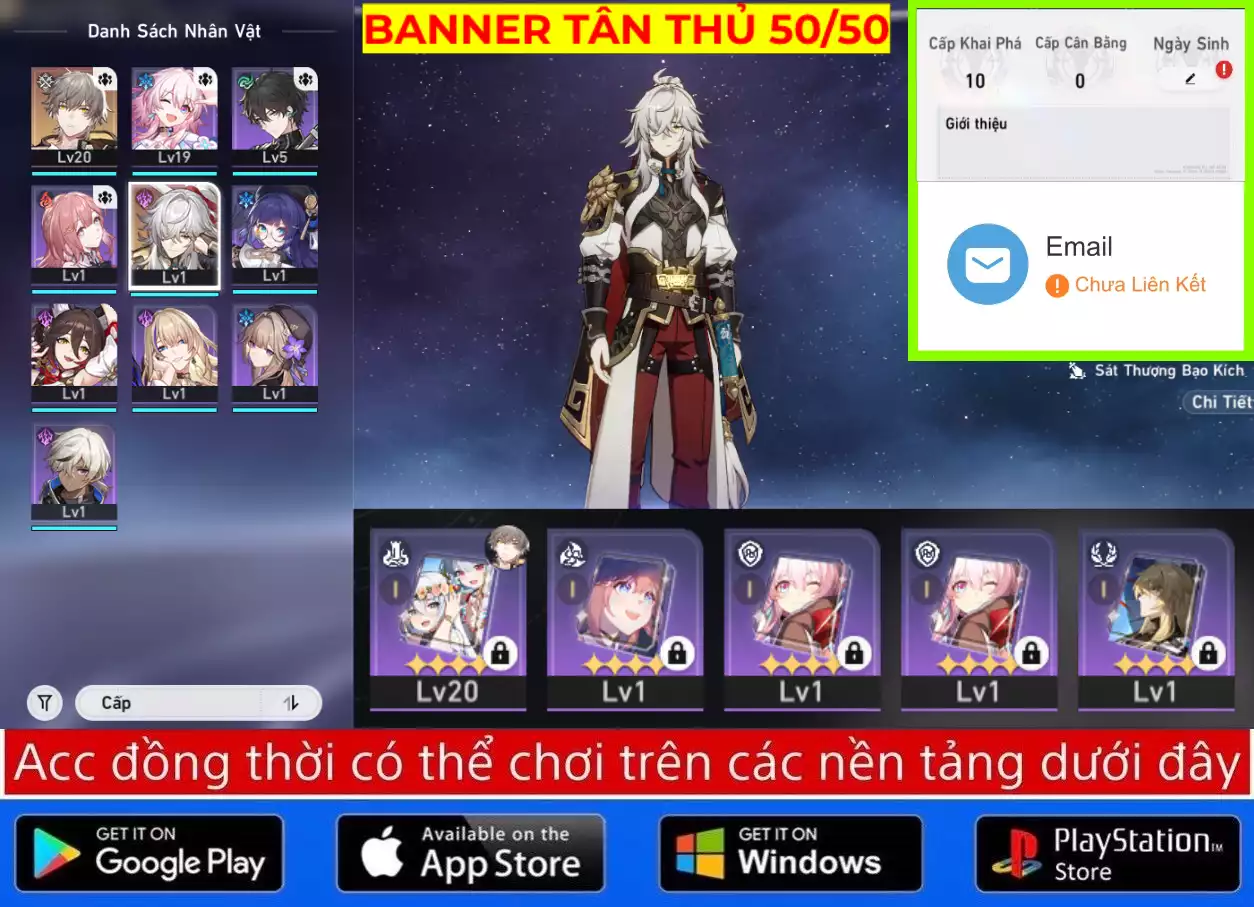 Danh Sách Nhân Vật
BANNER TÂN THỦ 50/50
Cấp Khai Phá
Cấp Cân Bằng
Ngày Sinh
10
0
Giới thiệu
Email
Chưa Liên Kết
Lv20
Lv19
Lv5
Lv1
Lv1
Lv1
Lv1
Lv1
Lv1
Lv1
Sát Thượng Bạo Kích
Chi Tiết
Cấp
Lv20
Lv1
Lv1
Lv1
Lv1
Acc đồng thời có thể chơi trên các nền tảng dưới đây
GET IT ON
Google Play
Available on the
App Store
GET IT ON
Windows
PlayStation™
Store